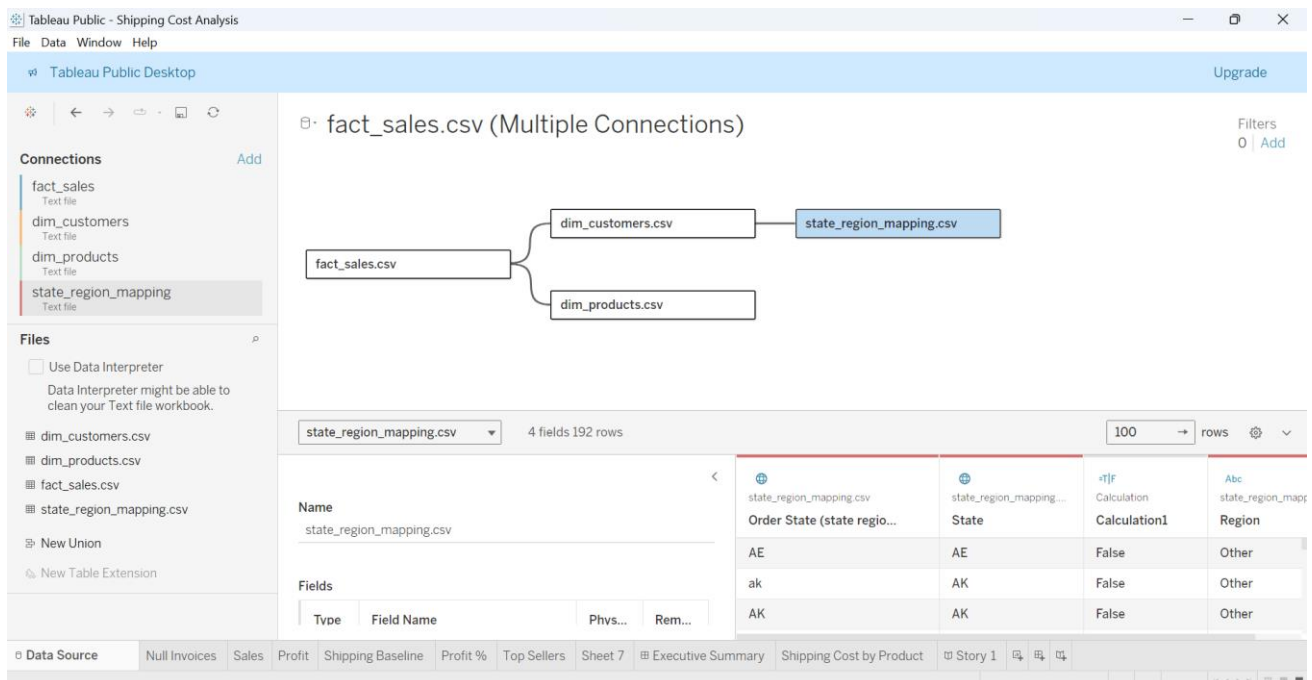 Tableau Public - Shipping Cost Analysis
File Data Window Help
Tableau Public Desktop
Upgrade
Connections Add
fact_sales
Text file
dim_customers
Text file
dim_products
Text file
state_region_mapping
Text file
Files
Use Data Interpreter
Data Interpreter might be able to
clean your Text file workbook.
dim_customers.csv
dim_products.csv
fact_sales.csv
state_region_mapping.csv
New Union
New Table Extension
fact_sales.csv (Multiple Connections)
Filters
0 Add
fact_sales.csv
dim_customers.csv
state_region_mapping.csv
dim_products.csv
state_region_mapping.csv 4 fields 192 rows 100 → rows
Name
state_region_mapping.csv
Fields
Type Field Name Phys... Rem...
Abc
state_region_mapping.csv state_region_mapping.... Calculation state_region_mapp
Order State (state regio... State Calculation1 Region
AE AE False Other
ak AK False Other
AK AK False Other
Data Source Null Invoices Sales Profit Shipping Baseline Profit % Top Sellers Sheet 7 Executive Summary Shipping Cost by Product Story 1